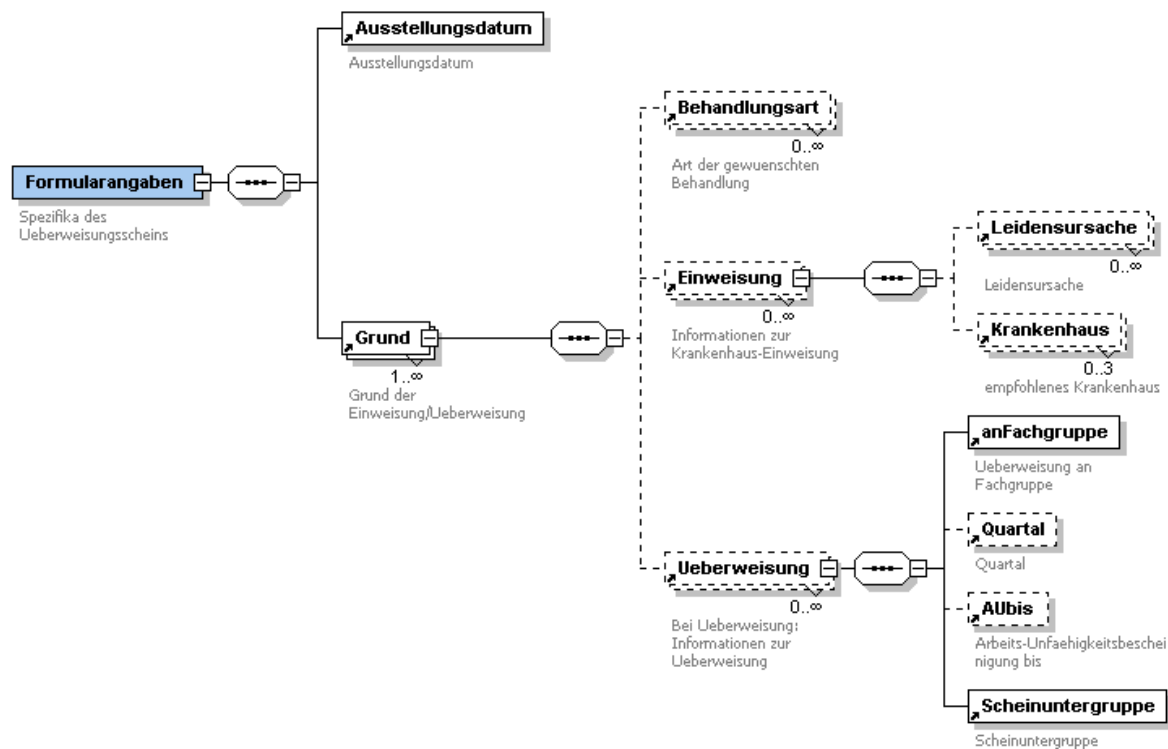 Ausstellungsdatum
Ausstellungsdatum
Formularangaben
Spezifika des
Ueberweisungsscheins
Grund
1..∞
Grund der
Einweisung/Ueberweisung
Behandlungsart
0..∞
Art der gewuenschten
Behandlung
Einweisung
0..∞
Informationen zur
Krankenhaus-Einweisung
Leidensursache
0..∞
Leidensursache
Krankenhaus
0..3
empfohlenes Krankenhaus
Ueberweisung
0..∞
Bei Ueberweisung:
Informationen zur
Ueberweisung
anFachgruppe
Ueberweisung an
Fachgruppe
Quartal
Quartal
AUbis
Arbeits-Unfaehigkeitsbeschei
nigung bis
Scheinuntergruppe
Scheinuntergruppe